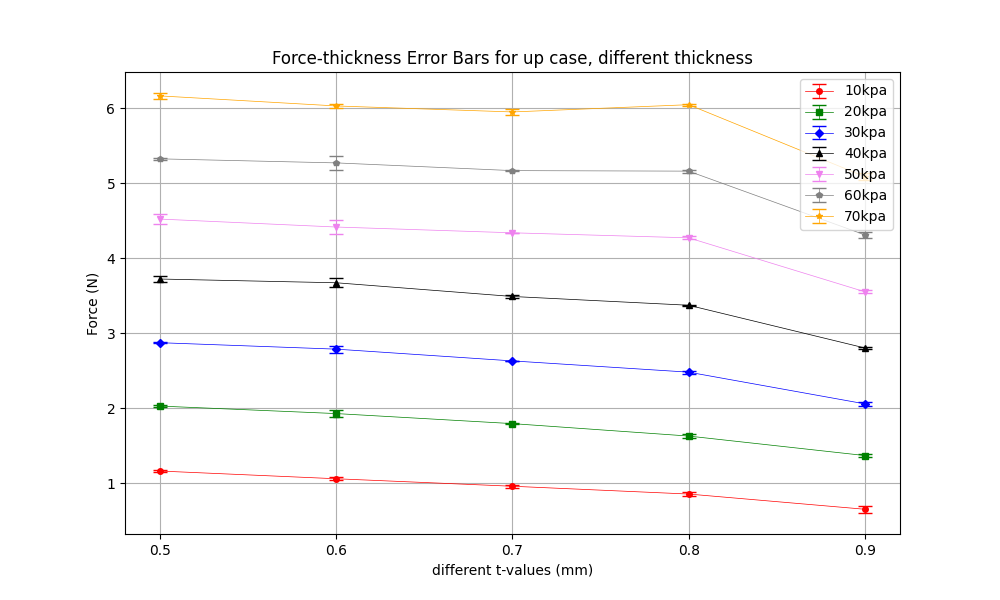 Force-thickness Error Bars for up case, different thickness
10kpa
20kpa
30kpa
40kpa
50kpa
60kpa
70kpa
Force (N)
6
5
4
3
2
1
0.5 0.6 0.7 0.8 0.9
different t-values (mm)